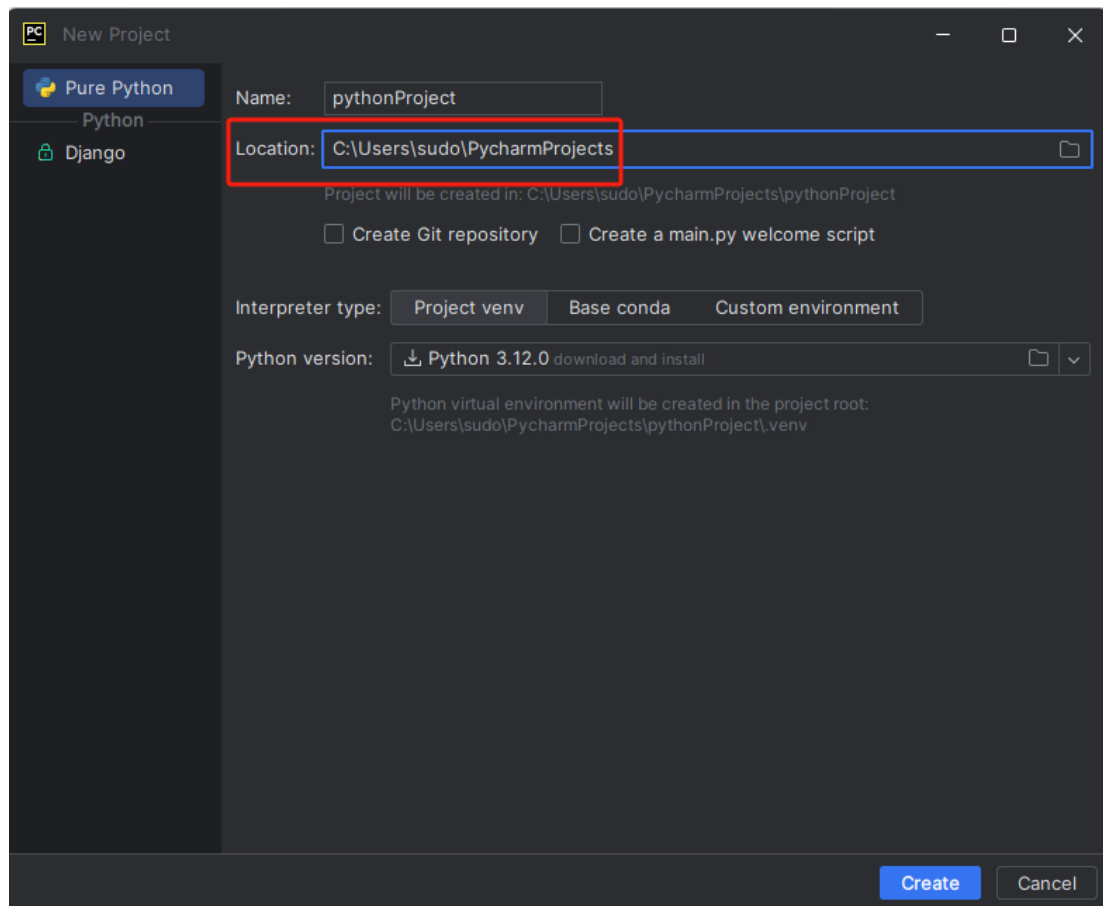 PC New Project
Pure Python
Python
Django
Name: pythonProject
Location: C:\Users\sudo\PycharmProjects
Project will be created in: C:\Users\sudo\PycharmProjects\pythonProject
Create Git repository Create a main.py welcome script
Interpreter type: Project venv Base conda Custom environment
Python version: Python 3.12.0 download and install
Python virtual environment will be created in the project root:
C:\Users\sudo\PycharmProjects\pythonProject\.venv
Create Cancel